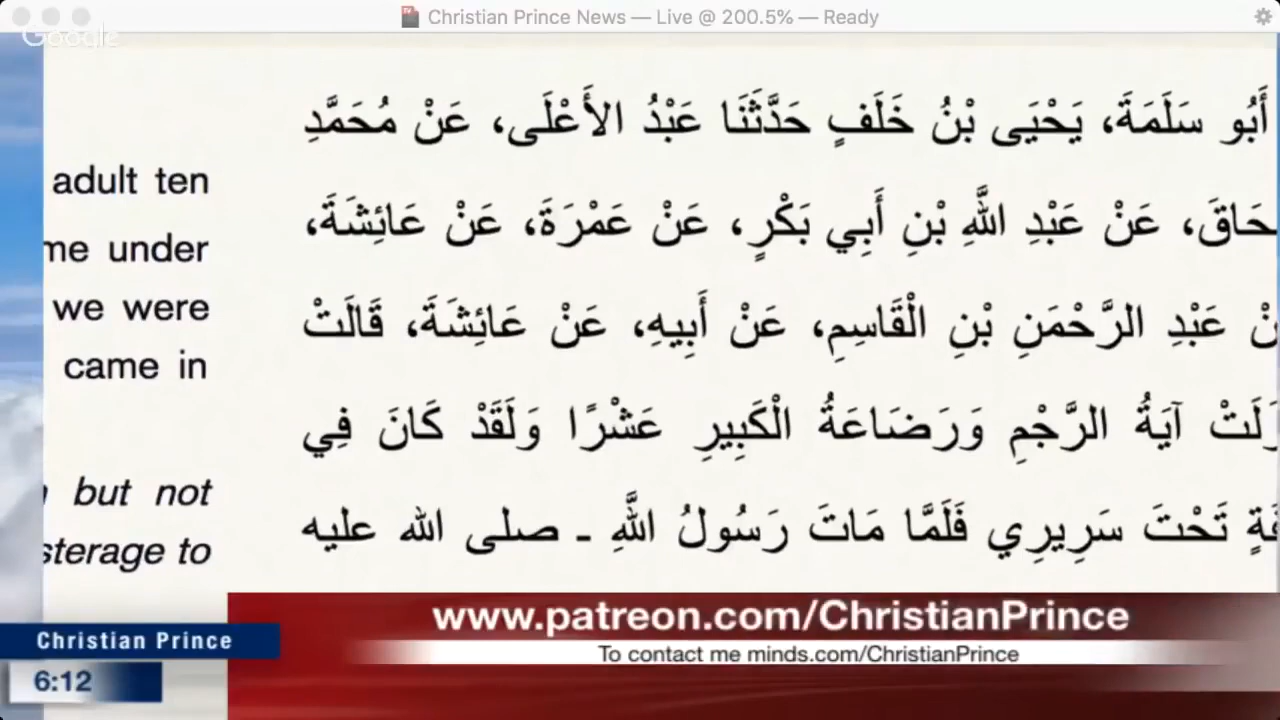 Christian Prince News — Live @ 200.5% — Ready
Google
أَبُو سَلَمَةَ، يَحْيَى بْنُ خَلَفٍ حَدَّثَنَا عَبْدُ الأَعْلَى، عَنْ مُحَمَّدِ
حَاقَ، عَنْ عَبْدِ اللَّهِ بْنِ أَبِي بَكْرٍ، عَنْ عَمْرَةَ، عَنْ عَائِشَةَ،
نْ عَبْدِ الرَّحْمَنِ بْنِ الْقَاسِمِ، عَنْ أَبِيهِ، عَنْ عَائِشَةَ، قَالَتْ
زَلَتْ آيَةُ الرَّجْمِ وَرَضَاعَةُ الْكَبِيرِ عَشْرًا وَلَقَدْ كَانَ فِي
فَةٍ تَحْتَ سَرِيرِي فَلَمَّا مَاتَ رَسُولُ اللَّهِ ـ صلى الله عليه
adult ten
me under
we were
came in
but not
sterage to
www.patreon.com/ChristianPrince
To contact me minds.com/ChristianPrince
Christian Prince
6:12